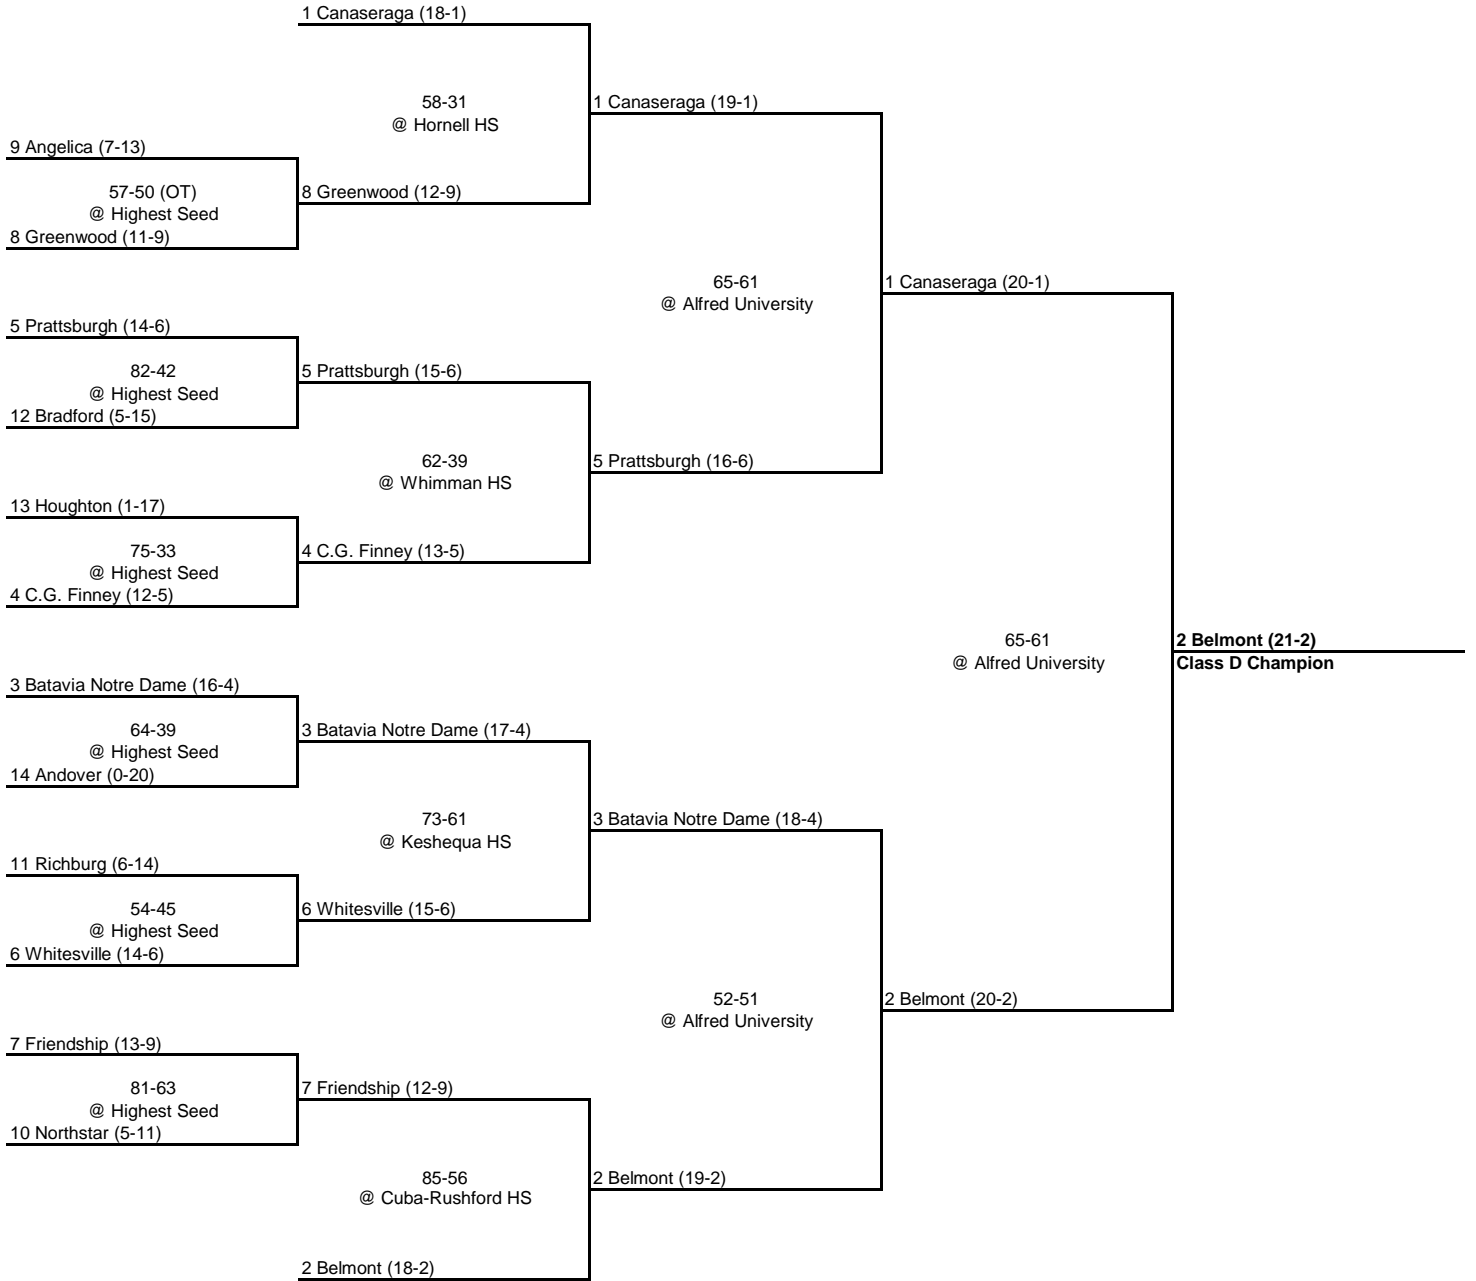 1 Canaseraga (18-1)
58-31
@ Hornell HS
1 Canaseraga (19-1)
9 Angelica (7-13)
57-50 (OT)
@ Highest Seed
8 Greenwood (12-9)
8 Greenwood (11-9)
65-61
@ Alfred University
1 Canaseraga (20-1)
5 Prattsburgh (14-6)
82-42
@ Highest Seed
5 Prattsburgh (15-6)
12 Bradford (5-15)
62-39
@ Whimman HS
5 Prattsburgh (16-6)
13 Houghton (1-17)
75-33
@ Highest Seed
4 C.G. Finney (13-5)
4 C.G. Finney (12-5)
65-61
@ Alfred University
2 Belmont (21-2)
Class D Champion
3 Batavia Notre Dame (16-4)
64-39
@ Highest Seed
3 Batavia Notre Dame (17-4)
14 Andover (0-20)
73-61
@ Keshequa HS
3 Batavia Notre Dame (18-4)
11 Richburg (6-14)
54-45
@ Highest Seed
6 Whitesville (15-6)
6 Whitesville (14-6)
52-51
@ Alfred University
2 Belmont (20-2)
7 Friendship (13-9)
81-63
@ Highest Seed
7 Friendship (12-9)
10 Northstar (5-11)
85-56
@ Cuba-Rushford HS
2 Belmont (19-2)
2 Belmont (18-2)